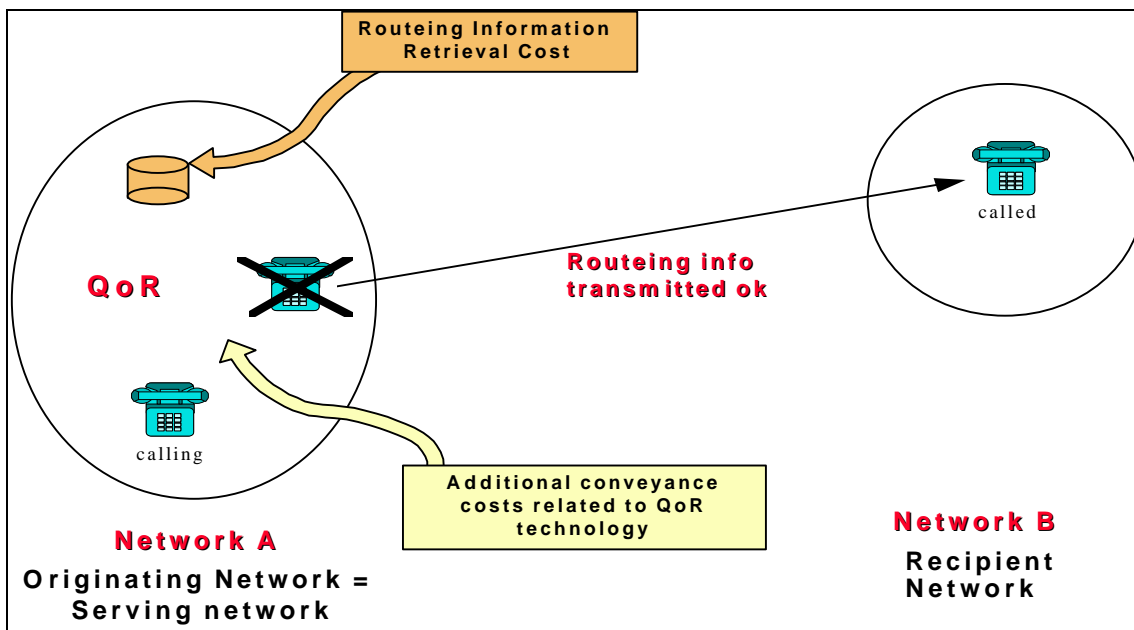 Routeing Information
Retrieval Cost
called
QoR
Routeing info
transmitted ok
calling
Additional conveyance
costs related to QoR
technology
Network A
Network B
Originating Network =
Serving network
Recipient
Network